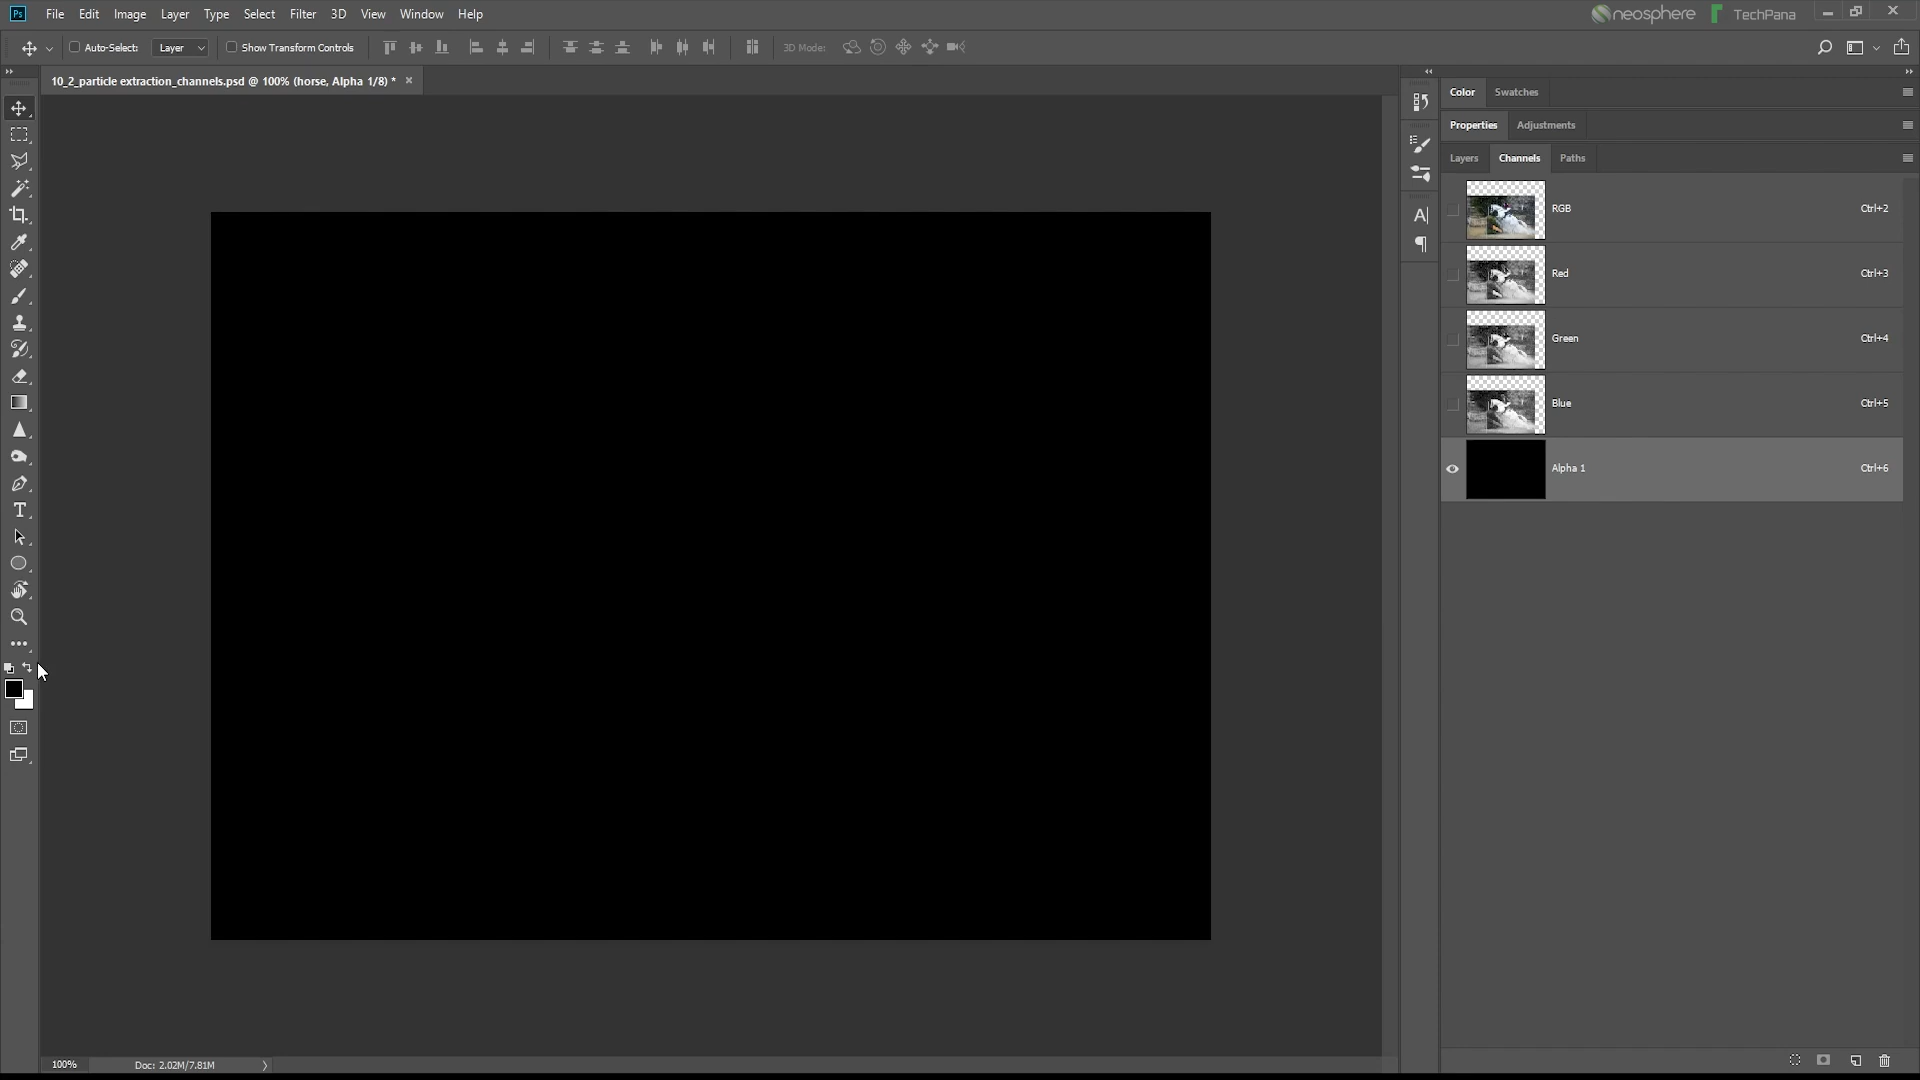 Ps File Edit Image Layer Type Select Filter 3D View Window Help neosphere TechPana
Auto-Select: Layer Show Transform Controls 3D Mode:
10_2_particle extraction_channels.psd @ 100% (horse, Alpha 1/8) * ×
Color Swatches
Properties Adjustments
Layers Channels Paths
RGB Ctrl+2
Red Ctrl+3
Green Ctrl+4
Blue Ctrl+5
Alpha 1 Ctrl+6
100% Doc: 2.02M/7.81M